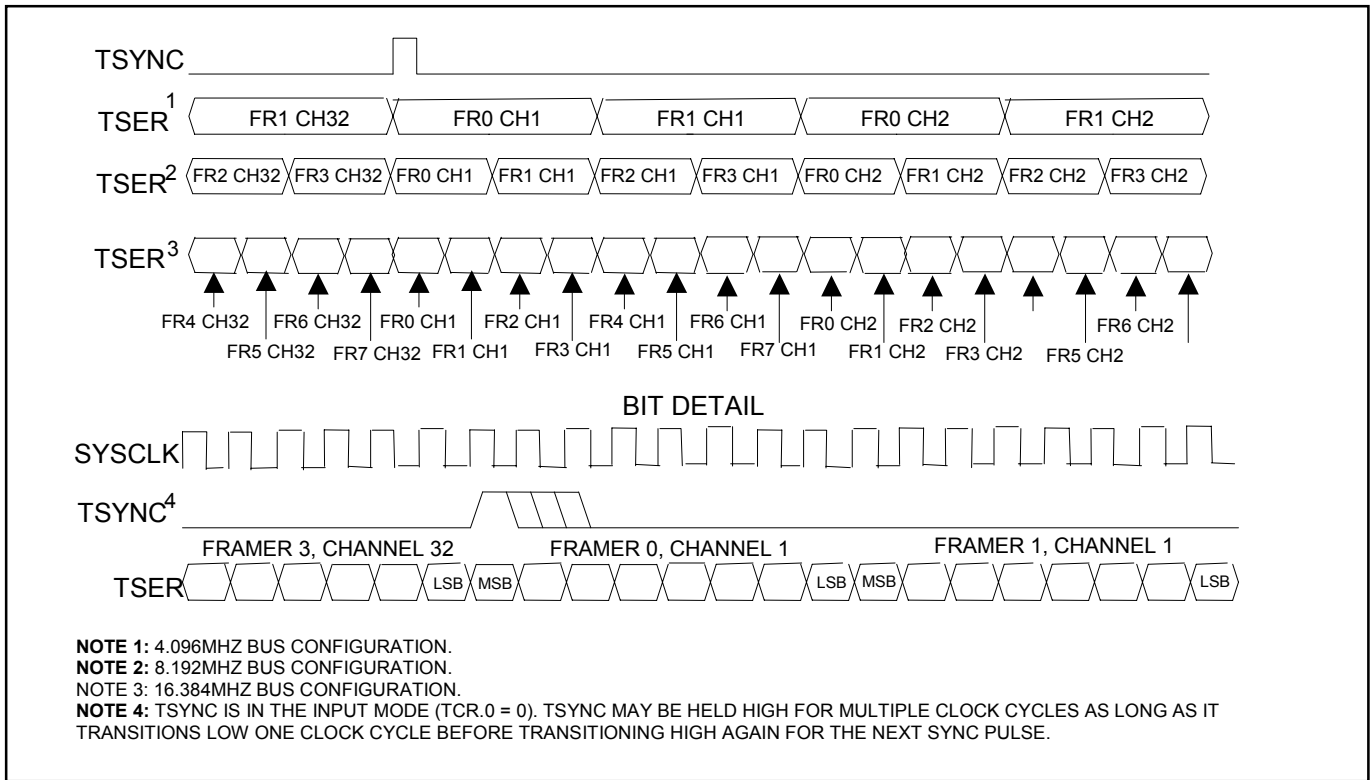 TSYNC
TSER1 FR1 CH32 FR0 CH1 FR1 CH1 FR0 CH2 FR1 CH2
TSER2 FR2 CH32 FR3 CH32 FR0 CH1 FR1 CH1 FR2 CH1 FR3 CH1 FR0 CH2 FR1 CH2 FR2 CH2 FR3 CH2
TSER3
FR4 CH32 FR6 CH32 FR0 CH1 FR2 CH1 FR4 CH1 FR6 CH1 FR0 CH2 FR2 CH2 FR6 CH2
FR5 CH32 FR7 CH32 FR1 CH1 FR3 CH1 FR5 CH1 FR7 CH1 FR1 CH2 FR3 CH2 FR5 CH2
BIT DETAIL
SYSCLK
TSYNC4
FRAMER 3, CHANNEL 32 FRAMER 0, CHANNEL 1 FRAMER 1, CHANNEL 1
TSER LSB MSB LSB MSB LSB
NOTE 1: 4.096MHZ BUS CONFIGURATION.
NOTE 2: 8.192MHZ BUS CONFIGURATION.
NOTE 3: 16.384MHZ BUS CONFIGURATION.
NOTE 4: TSYNC IS IN THE INPUT MODE (TCR.0 = 0). TSYNC MAY BE HELD HIGH FOR MULTIPLE CLOCK CYCLES AS LONG AS IT
TRANSITIONS LOW ONE CLOCK CYCLE BEFORE TRANSITIONING HIGH AGAIN FOR THE NEXT SYNC PULSE.